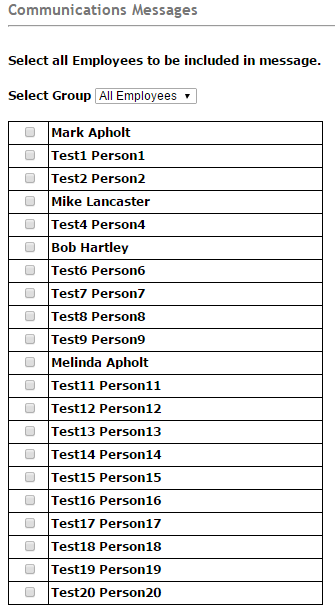 Communications Messages
Select all Employees to be included in message.
Select Group All Employees
Mark Apholt
Test1 Person1
Test2 Person2
Mike Lancaster
Test4 Person4
Bob Hartley
Test6 Person6
Test7 Person7
Test8 Person8
Test9 Person9
Melinda Apholt
Test11 Person11
Test12 Person12
Test13 Person13
Test14 Person14
Test15 Person15
Test16 Person16
Test17 Person17
Test18 Person18
Test19 Person19
Test20 Person20